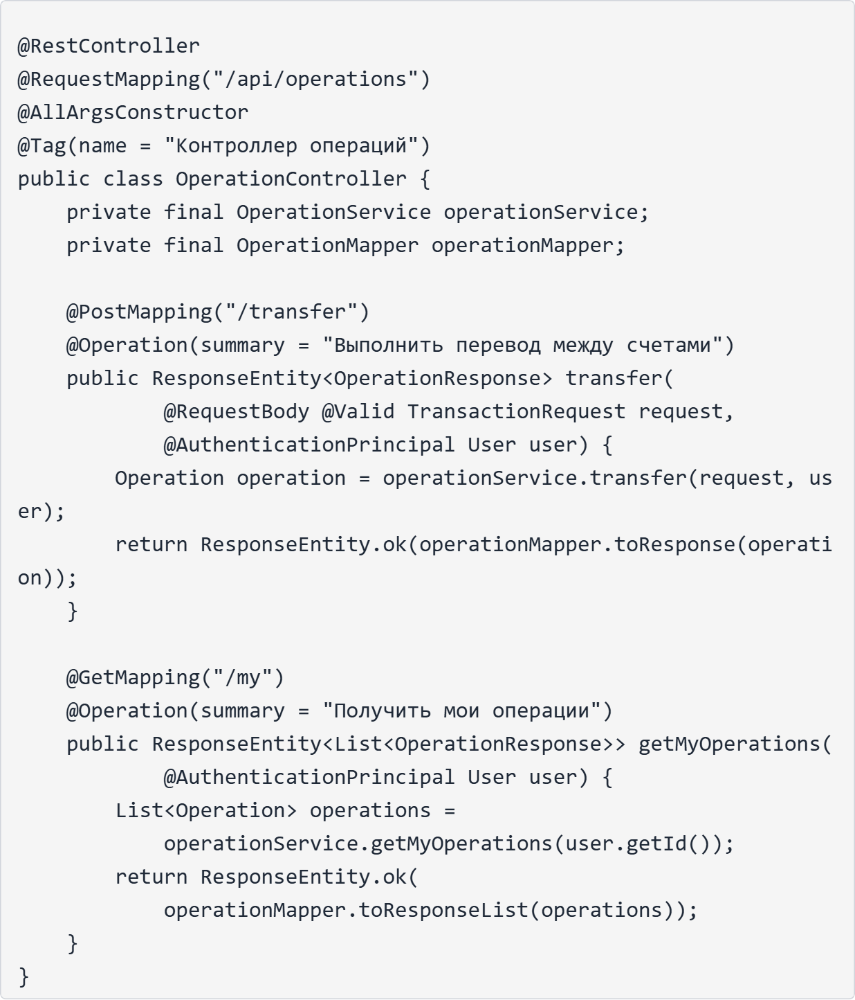 @RestController
@RequestMapping("/api/operations")
@AllArgsConstructor
@Tag(name = "Контроллер операций")
public class OperationController {
    private final OperationService operationService;
    private final OperationMapper operationMapper;

    @PostMapping("/transfer")
    @Operation(summary = "Выполнить перевод между счетами")
    public ResponseEntity<OperationResponse> transfer(
            @RequestBody @Valid TransactionRequest request,
            @AuthenticationPrincipal User user) {
        Operation operation = operationService.transfer(request, us
er);
        return ResponseEntity.ok(operationMapper.toResponse(operati
on));
    }

    @GetMapping("/my")
    @Operation(summary = "Получить мои операции")
    public ResponseEntity<List<OperationResponse>> getMyOperations(
            @AuthenticationPrincipal User user) {
        List<Operation> operations =
            operationService.getMyOperations(user.getId());
        return ResponseEntity.ok(
            operationMapper.toResponseList(operations));
    }
}